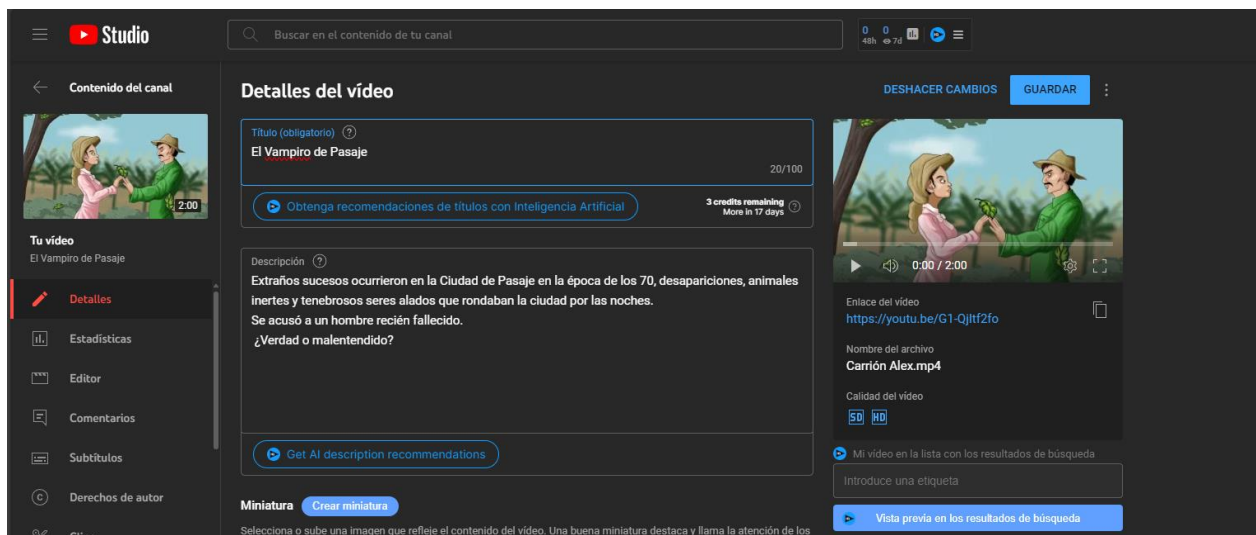 Studio
Buscar en el contenido de tu canal
0 0
48h 7d
Contenido del canal
2:00
Tu vídeo
El Vampiro de Pasaje
Detalles
Estadísticas
Editor
Comentarios
Subtítulos
Derechos de autor
Detalles del vídeo
DESHACER CAMBIOS
GUARDAR
Título (obligatorio)
El Vampiro de Pasaje
20/100
Obtenga recomendaciones de títulos con Inteligencia Artificial
3 credits remaining
More in 17 days
Descripción
Extraños sucesos ocurrieron en la Ciudad de Pasaje en la época de los 70, desapariciones, animales
inertes y tenebrosos seres alados que rondaban la ciudad por las noches.
Se acusó a un hombre recién fallecido.
¿Verdad o malentendido?
Get AI description recommendations
Miniatura
Crear miniatura
Selecciona o sube una imagen que refleje el contenido del vídeo. Una buena miniatura destaca y llama la atención de los
0:00 / 2:00
Enlace del vídeo
https://youtu.be/G1-QjItf2fo
Nombre del archivo
Carrión Alex.mp4
Calidad del vídeo
SD HD
Mi vídeo en la lista con los resultados de búsqueda
Introduce una etiqueta
Vista previa en los resultados de búsqueda